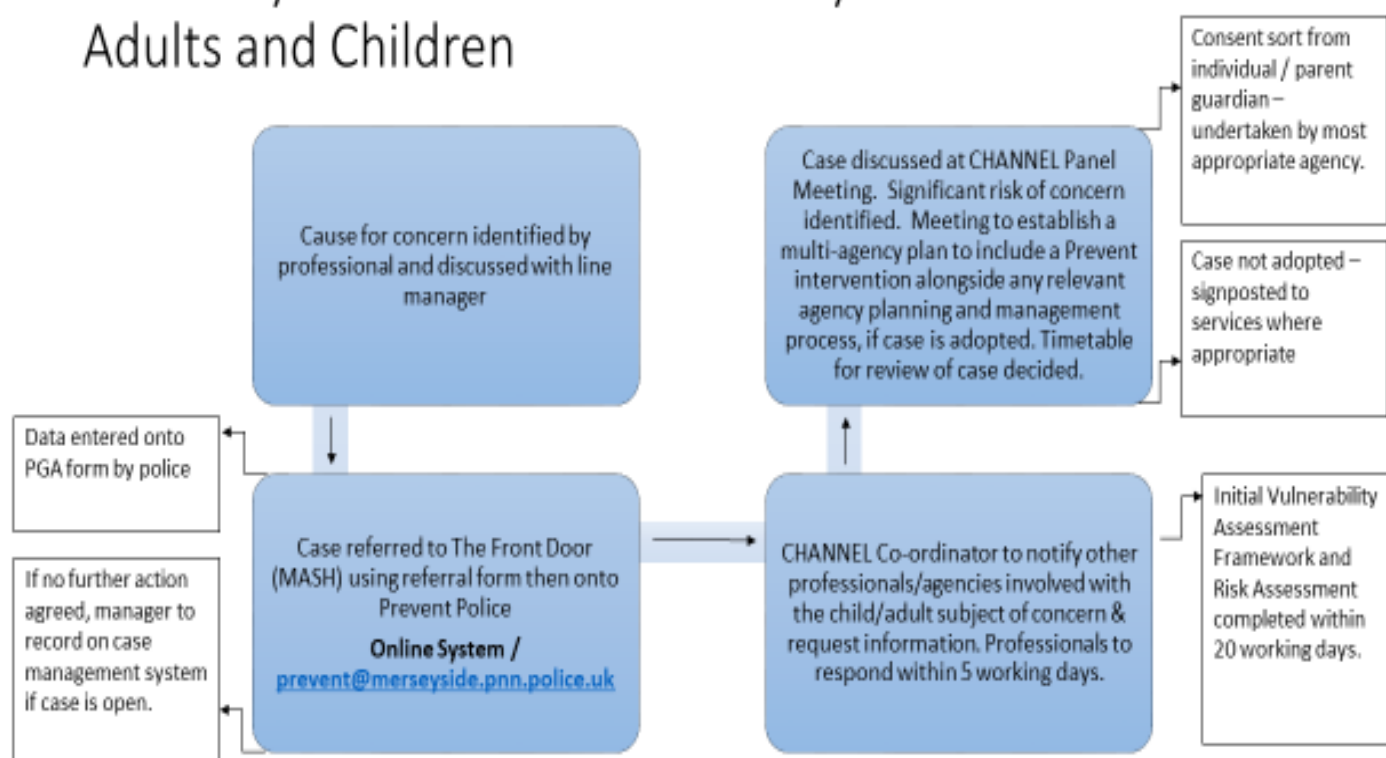 Adults and Children
Cause for concern identified by
professional and discussed with line
manager
Data entered onto
PGA form by police
Case referred to The Front Door
(MASH) using referral form then onto
Prevent Police
Online System /
prevent@merseyside.pnn.police.uk
If no further action
agreed, manager to
record on case
management system
if case is open.
CHANNEL Co-ordinator to notify other
professionals/agencies involved with
the child/adult subject of concern &
request information. Professionals to
respond within 5 working days.
Initial Vulnerability
Assessment
Framework and
Risk Assessment
completed within
20 working days.
Case discussed at CHANNEL Panel
Meeting. Significant risk of concern
identified. Meeting to establish a
multi-agency plan to include a Prevent
intervention alongside any relevant
agency planning and management
process, if case is adopted. Timetable
for review of case decided.
Consent sort from
individual / parent
guardian –
undertaken by most
appropriate agency.
Case not adopted –
signposted to
services where
appropriate